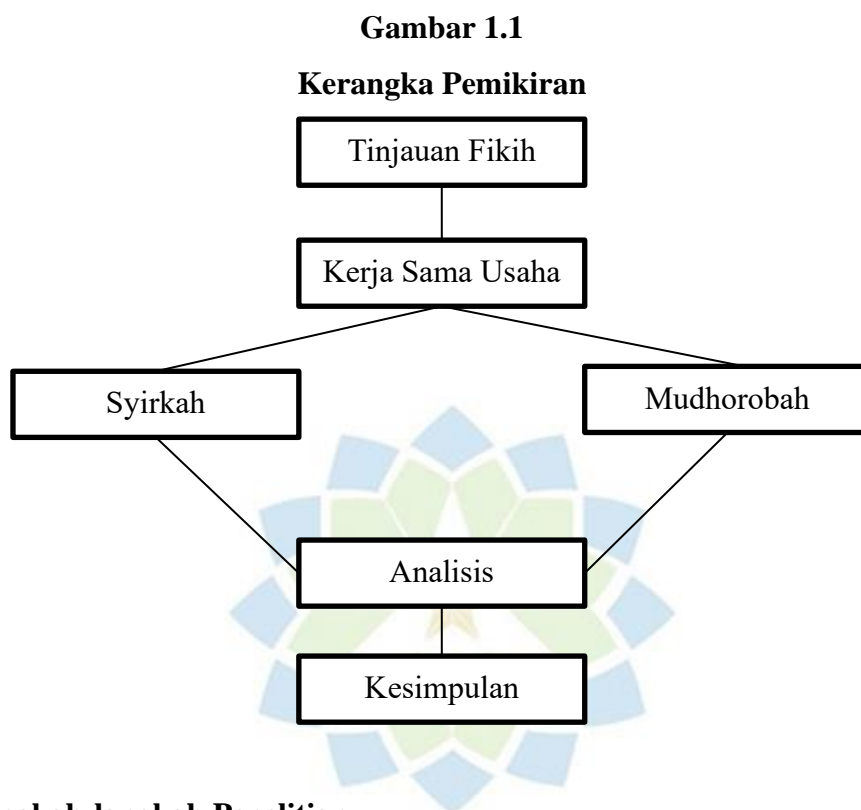 Gambar 1.1
Kerangka Pemikiran
Tinjauan Fikih
Kerja Sama Usaha
Syirkah
Mudhorobah
Analisis
Kesimpulan